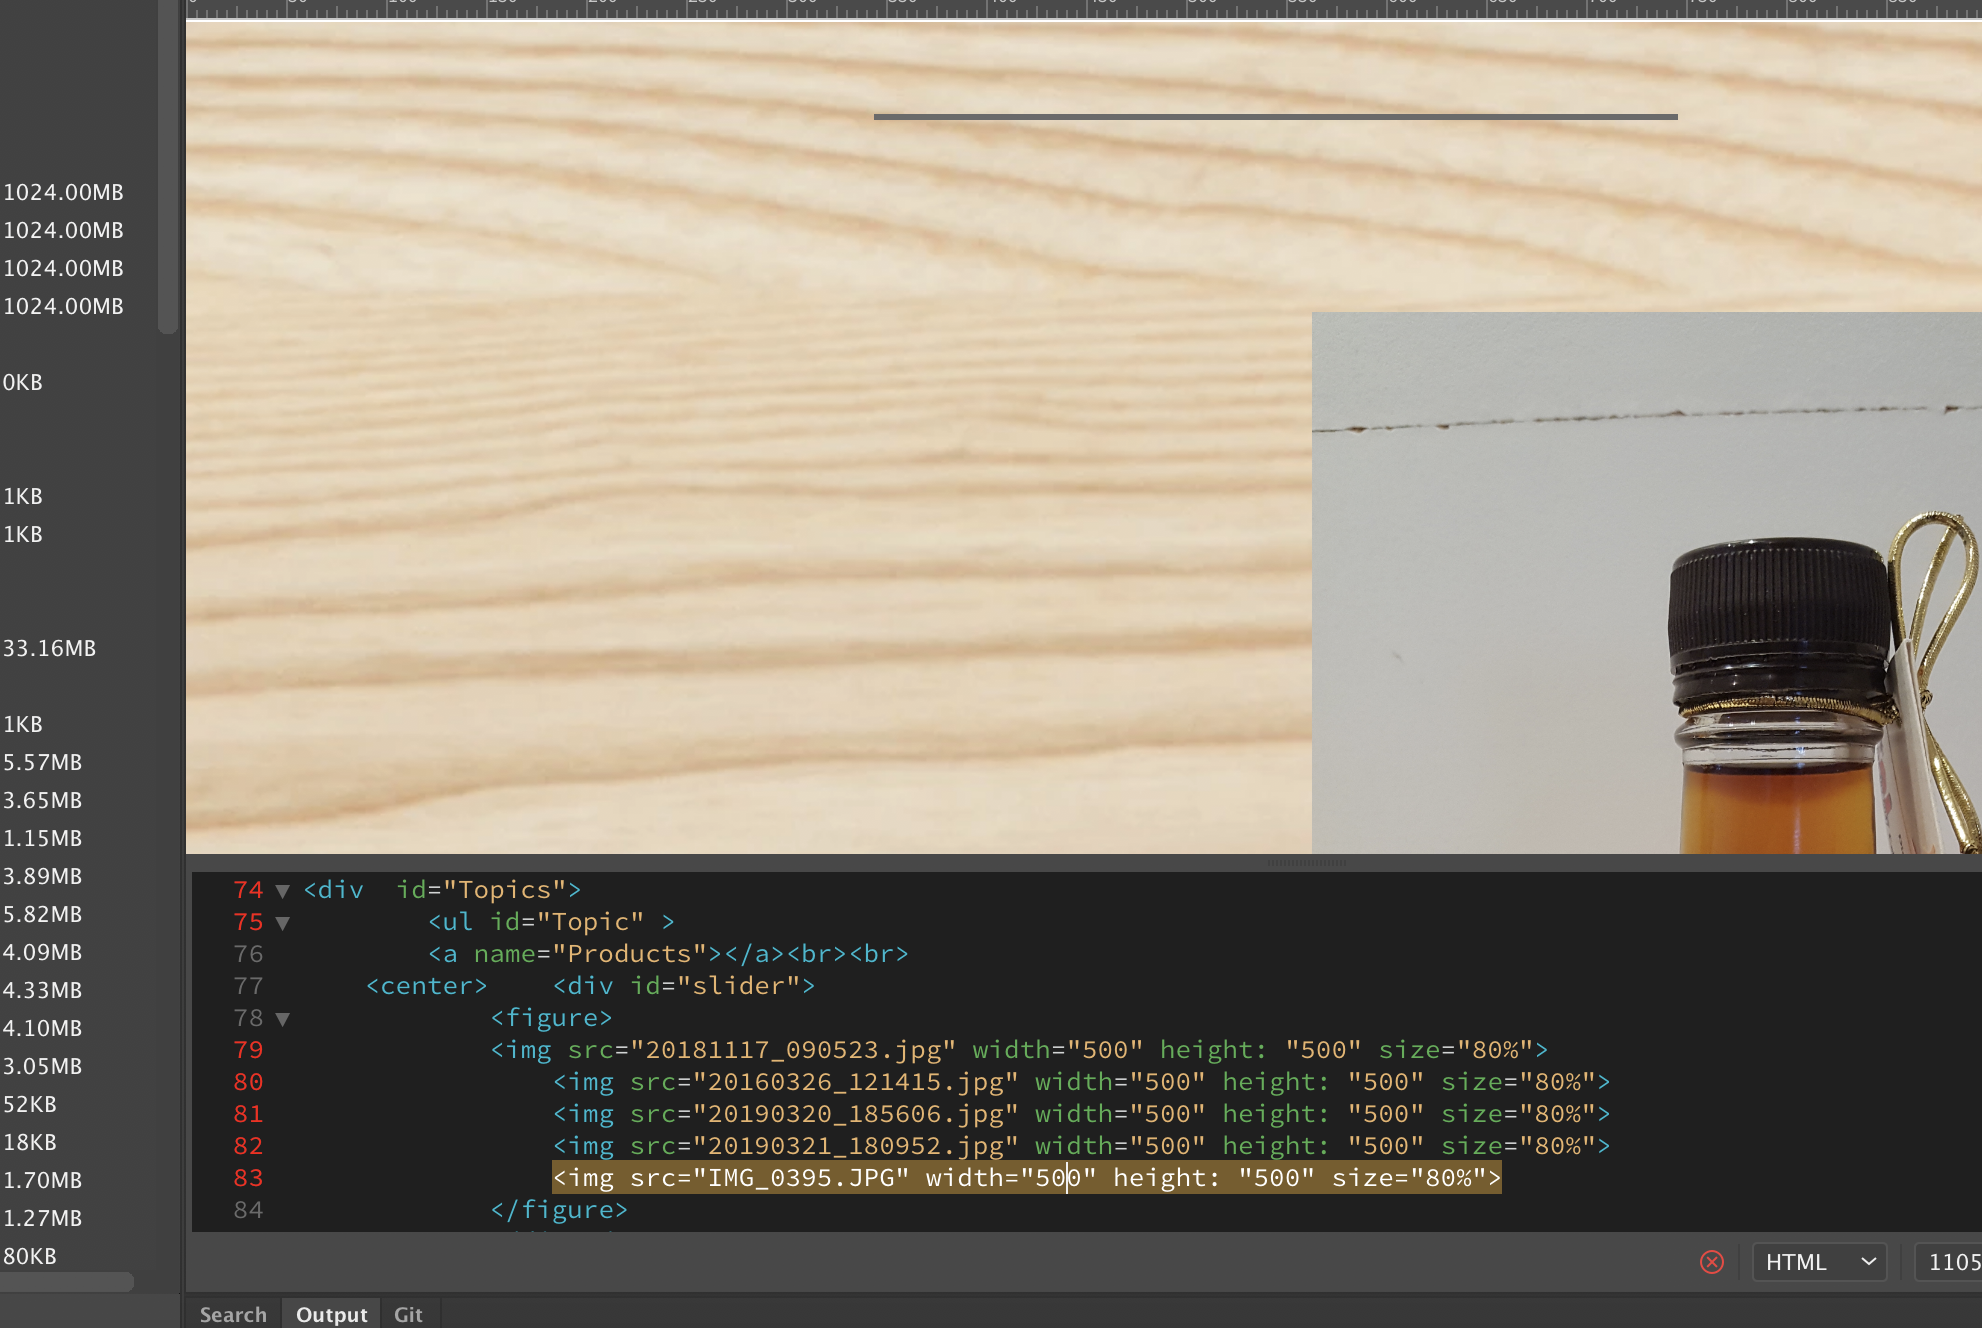 1024.00MB
1024.00MB
1024.00MB
1024.00MB
0KB
1KB
1KB
33.16MB
1KB
5.57MB
3.65MB
1.15MB
3.89MB
5.82MB
4.09MB
4.33MB
4.10MB
3.05MB
52KB
18KB
1.70MB
1.27MB
80KB
74 <div  id="Topics">
75 <ul id="Topic" >
76 <a name="Products"></a><br><br>
77 <center>    <div id="slider">
78 <figure>
79 <img src="20181117_090523.jpg" width="500" height: "500" size="80%">
80 <img src="20160326_121415.jpg" width="500" height: "500" size="80%">
81 <img src="20190320_185606.jpg" width="500" height: "500" size="80%">
82 <img src="20190321_180952.jpg" width="500" height: "500" size="80%">
83 <img src="IMG_0395.JPG" width="500" height: "500" size="80%">
84 </figure>
HTML
1105
Search Output Git